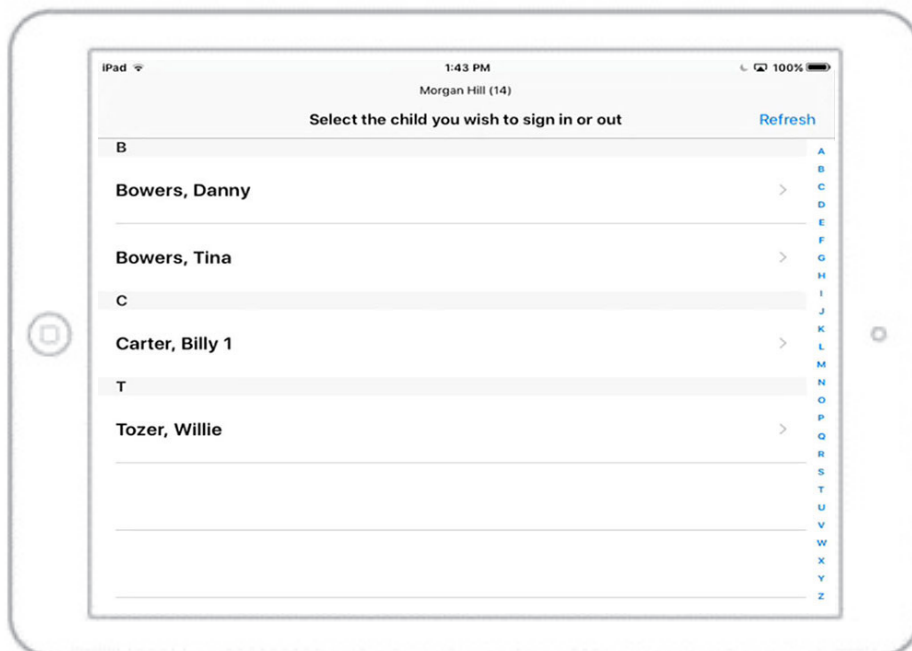 iPad 1:43 PM 100%
Morgan Hill (14)
Select the child you wish to sign in or out Refresh
B
Bowers, Danny
Bowers, Tina
C
Carter, Billy 1
T
Tozer, Willie
A
B
C
D
E
F
G
H
I
J
K
L
M
N
O
P
Q
R
S
T
U
V
W
X
Y
Z